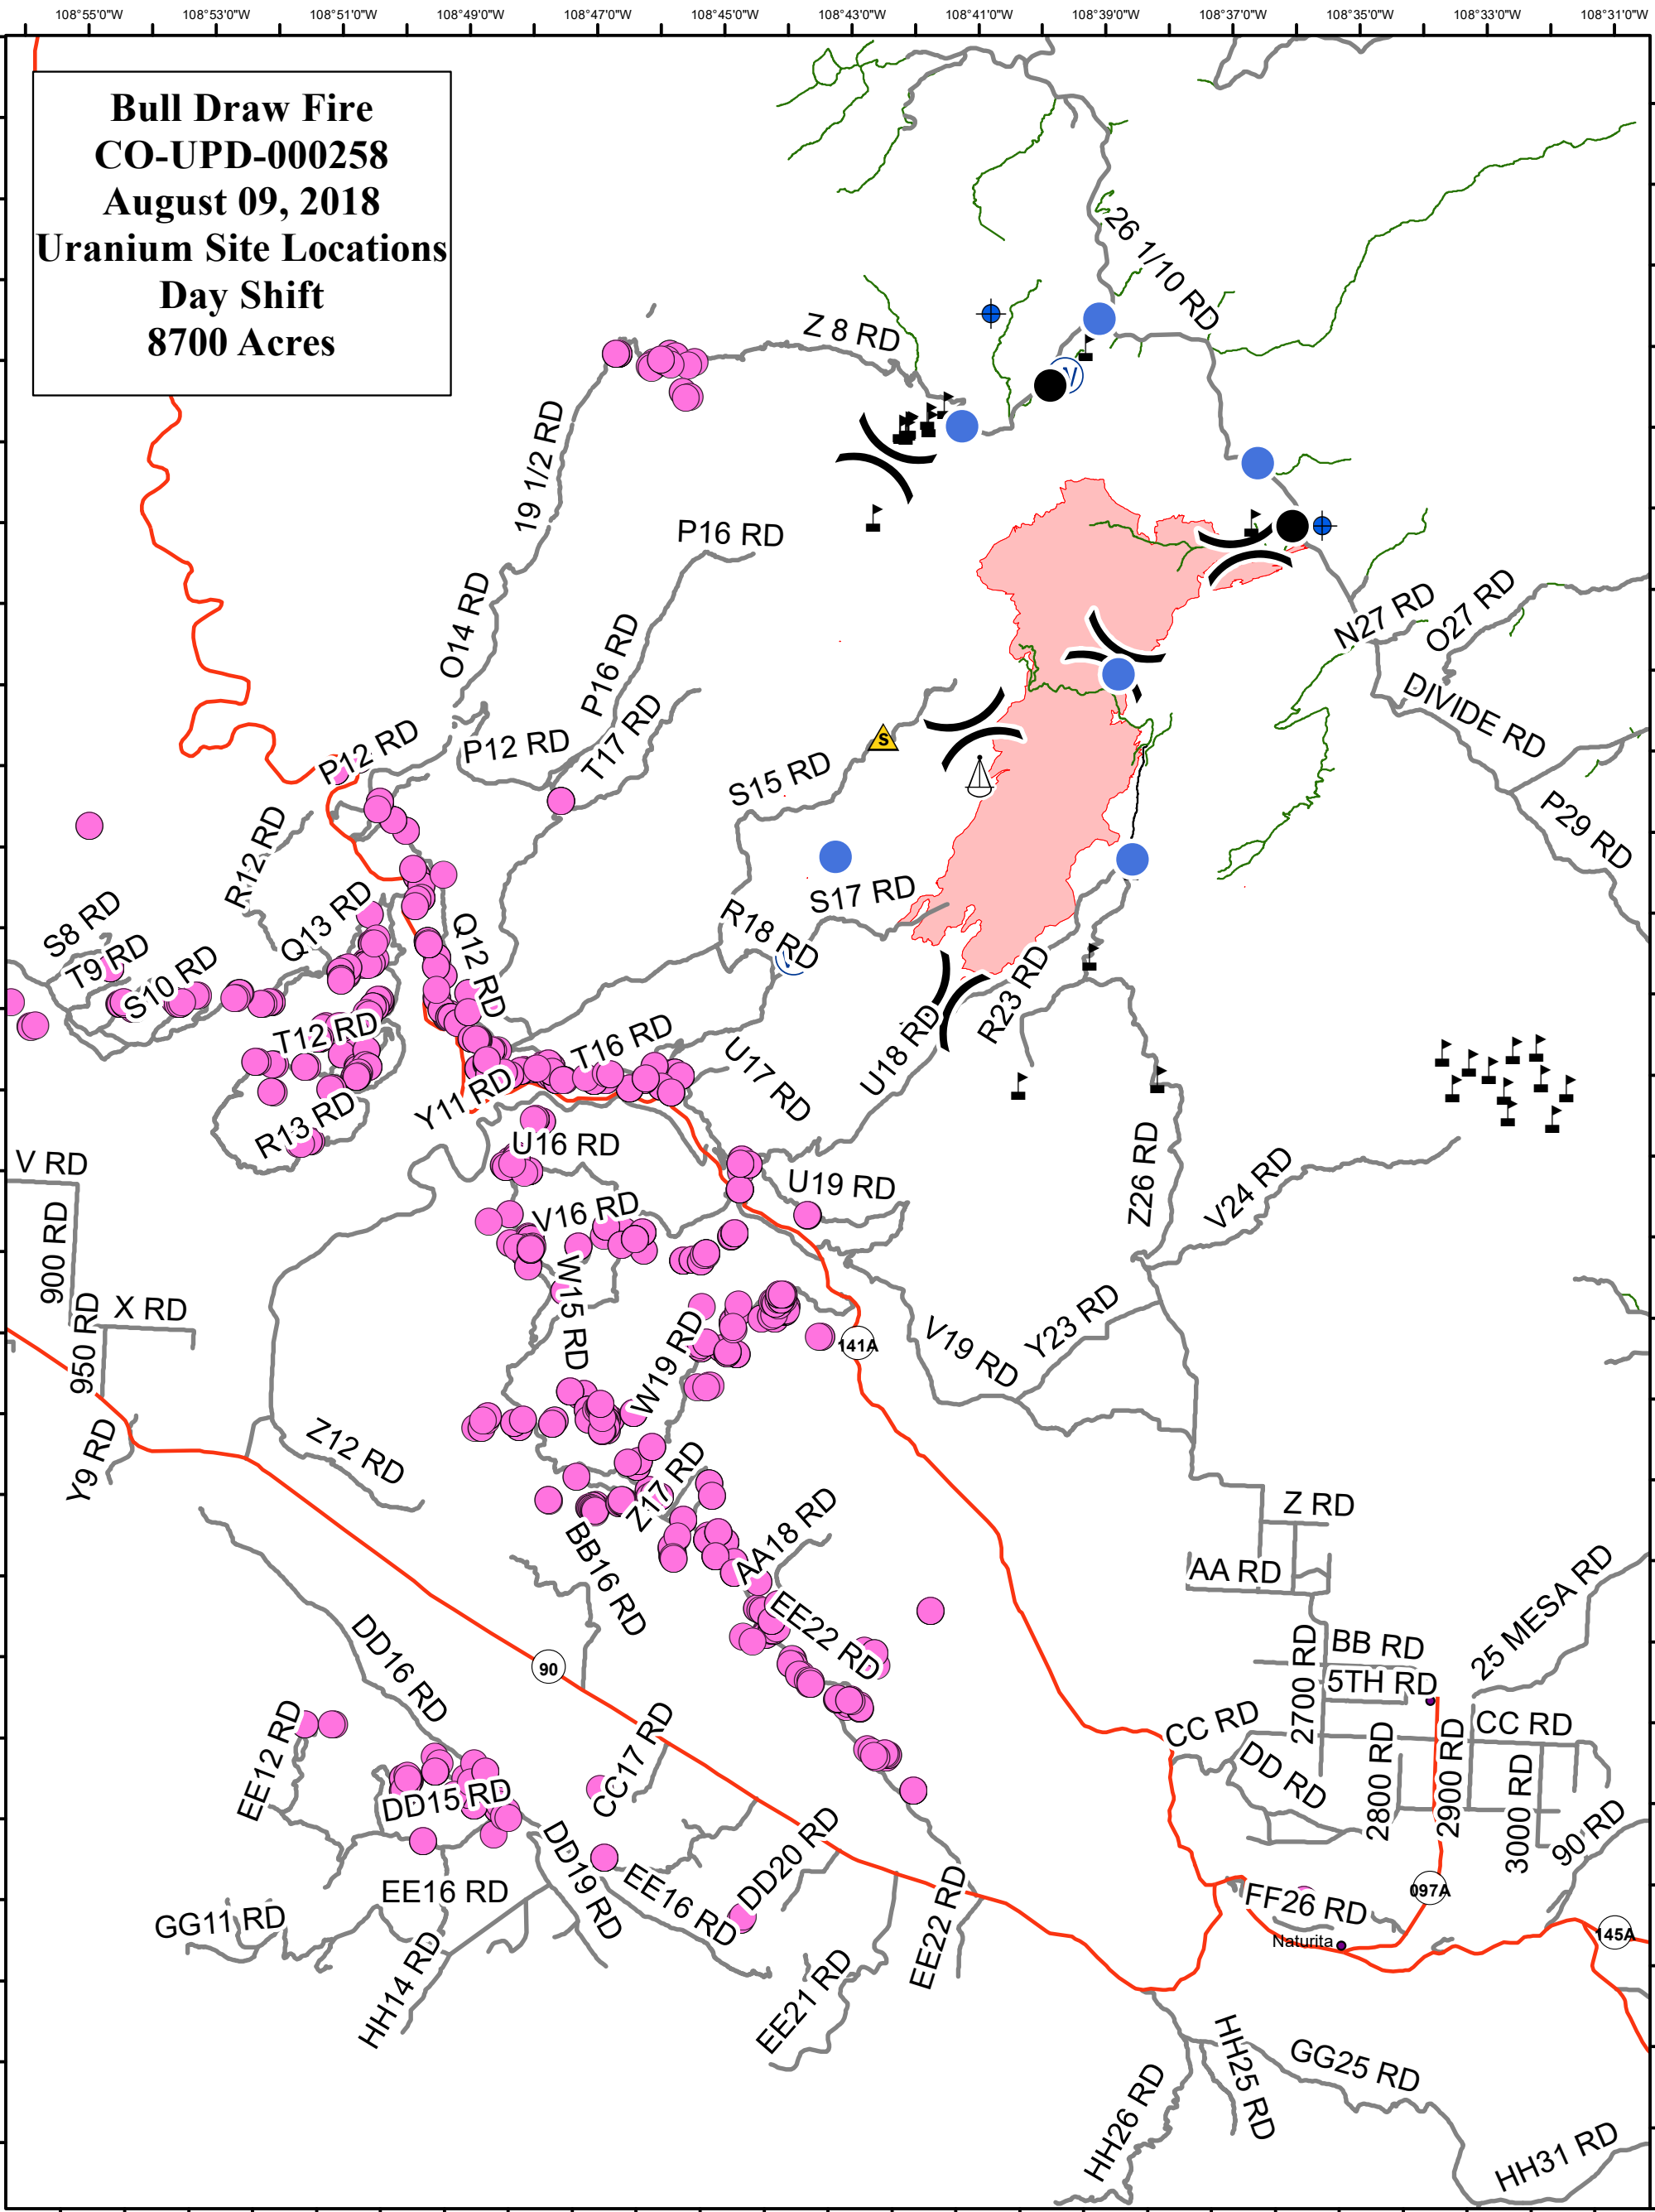 108°55'0"W 108°53'0"W 108°51'0"W 108°49'0"W 108°47'0"W 108°45'0"W 108°43'0"W 108°41'0"W 108°39'0"W 108°37'0"W 108°35'0"W 108°33'0"W 108°31'0"W
Bull Draw Fire
CO-UPD-000258
August 09, 2018
Uranium Site Locations
Day Shift
8700 Acres
26 1/10 RD
Z 8 RD
19 1/2 RD
P16 RD
O14 RD
P16 RD
N27 RD
O27 RD
DIVIDE RD
P12 RD
P12 RD
T17 RD
S
S15 RD
P29 RD
R12 RD
S17 RD
S8 RD
Q13 RD
Q12 RD
R18 RD
T9 RD
S10 RD
R23 RD
T12 RD
T16 RD
U18 RD
U17 RD
Y11 RD
R13 RD
U16 RD
V RD
U19 RD
Z26 RD
V24 RD
V16 RD
900 RD
W15 RD
X RD
950 RD
W19 RD
141A
V19 RD
Y23 RD
Y9 RD
Z12 RD
Z17 RD
Z RD
BB16 RD
AA18 RD
AA RD
25 MESA RD
EE22 RD
DD16 RD
90
2700 RD
BB RD
5TH RD
EE12 RD
CC17 RD
CC RD
CC RD
DD RD
2800 RD
2900 RD
3000 RD
DD15 RD
90 RD
DD19 RD
DD20 RD
EE16 RD
EE16 RD
EE22 RD
097A
FF26 RD
GG11 RD
Naturita
145A
HH14 RD
EE21 RD
HH25 RD
GG25 RD
HH26 RD
HH31 RD